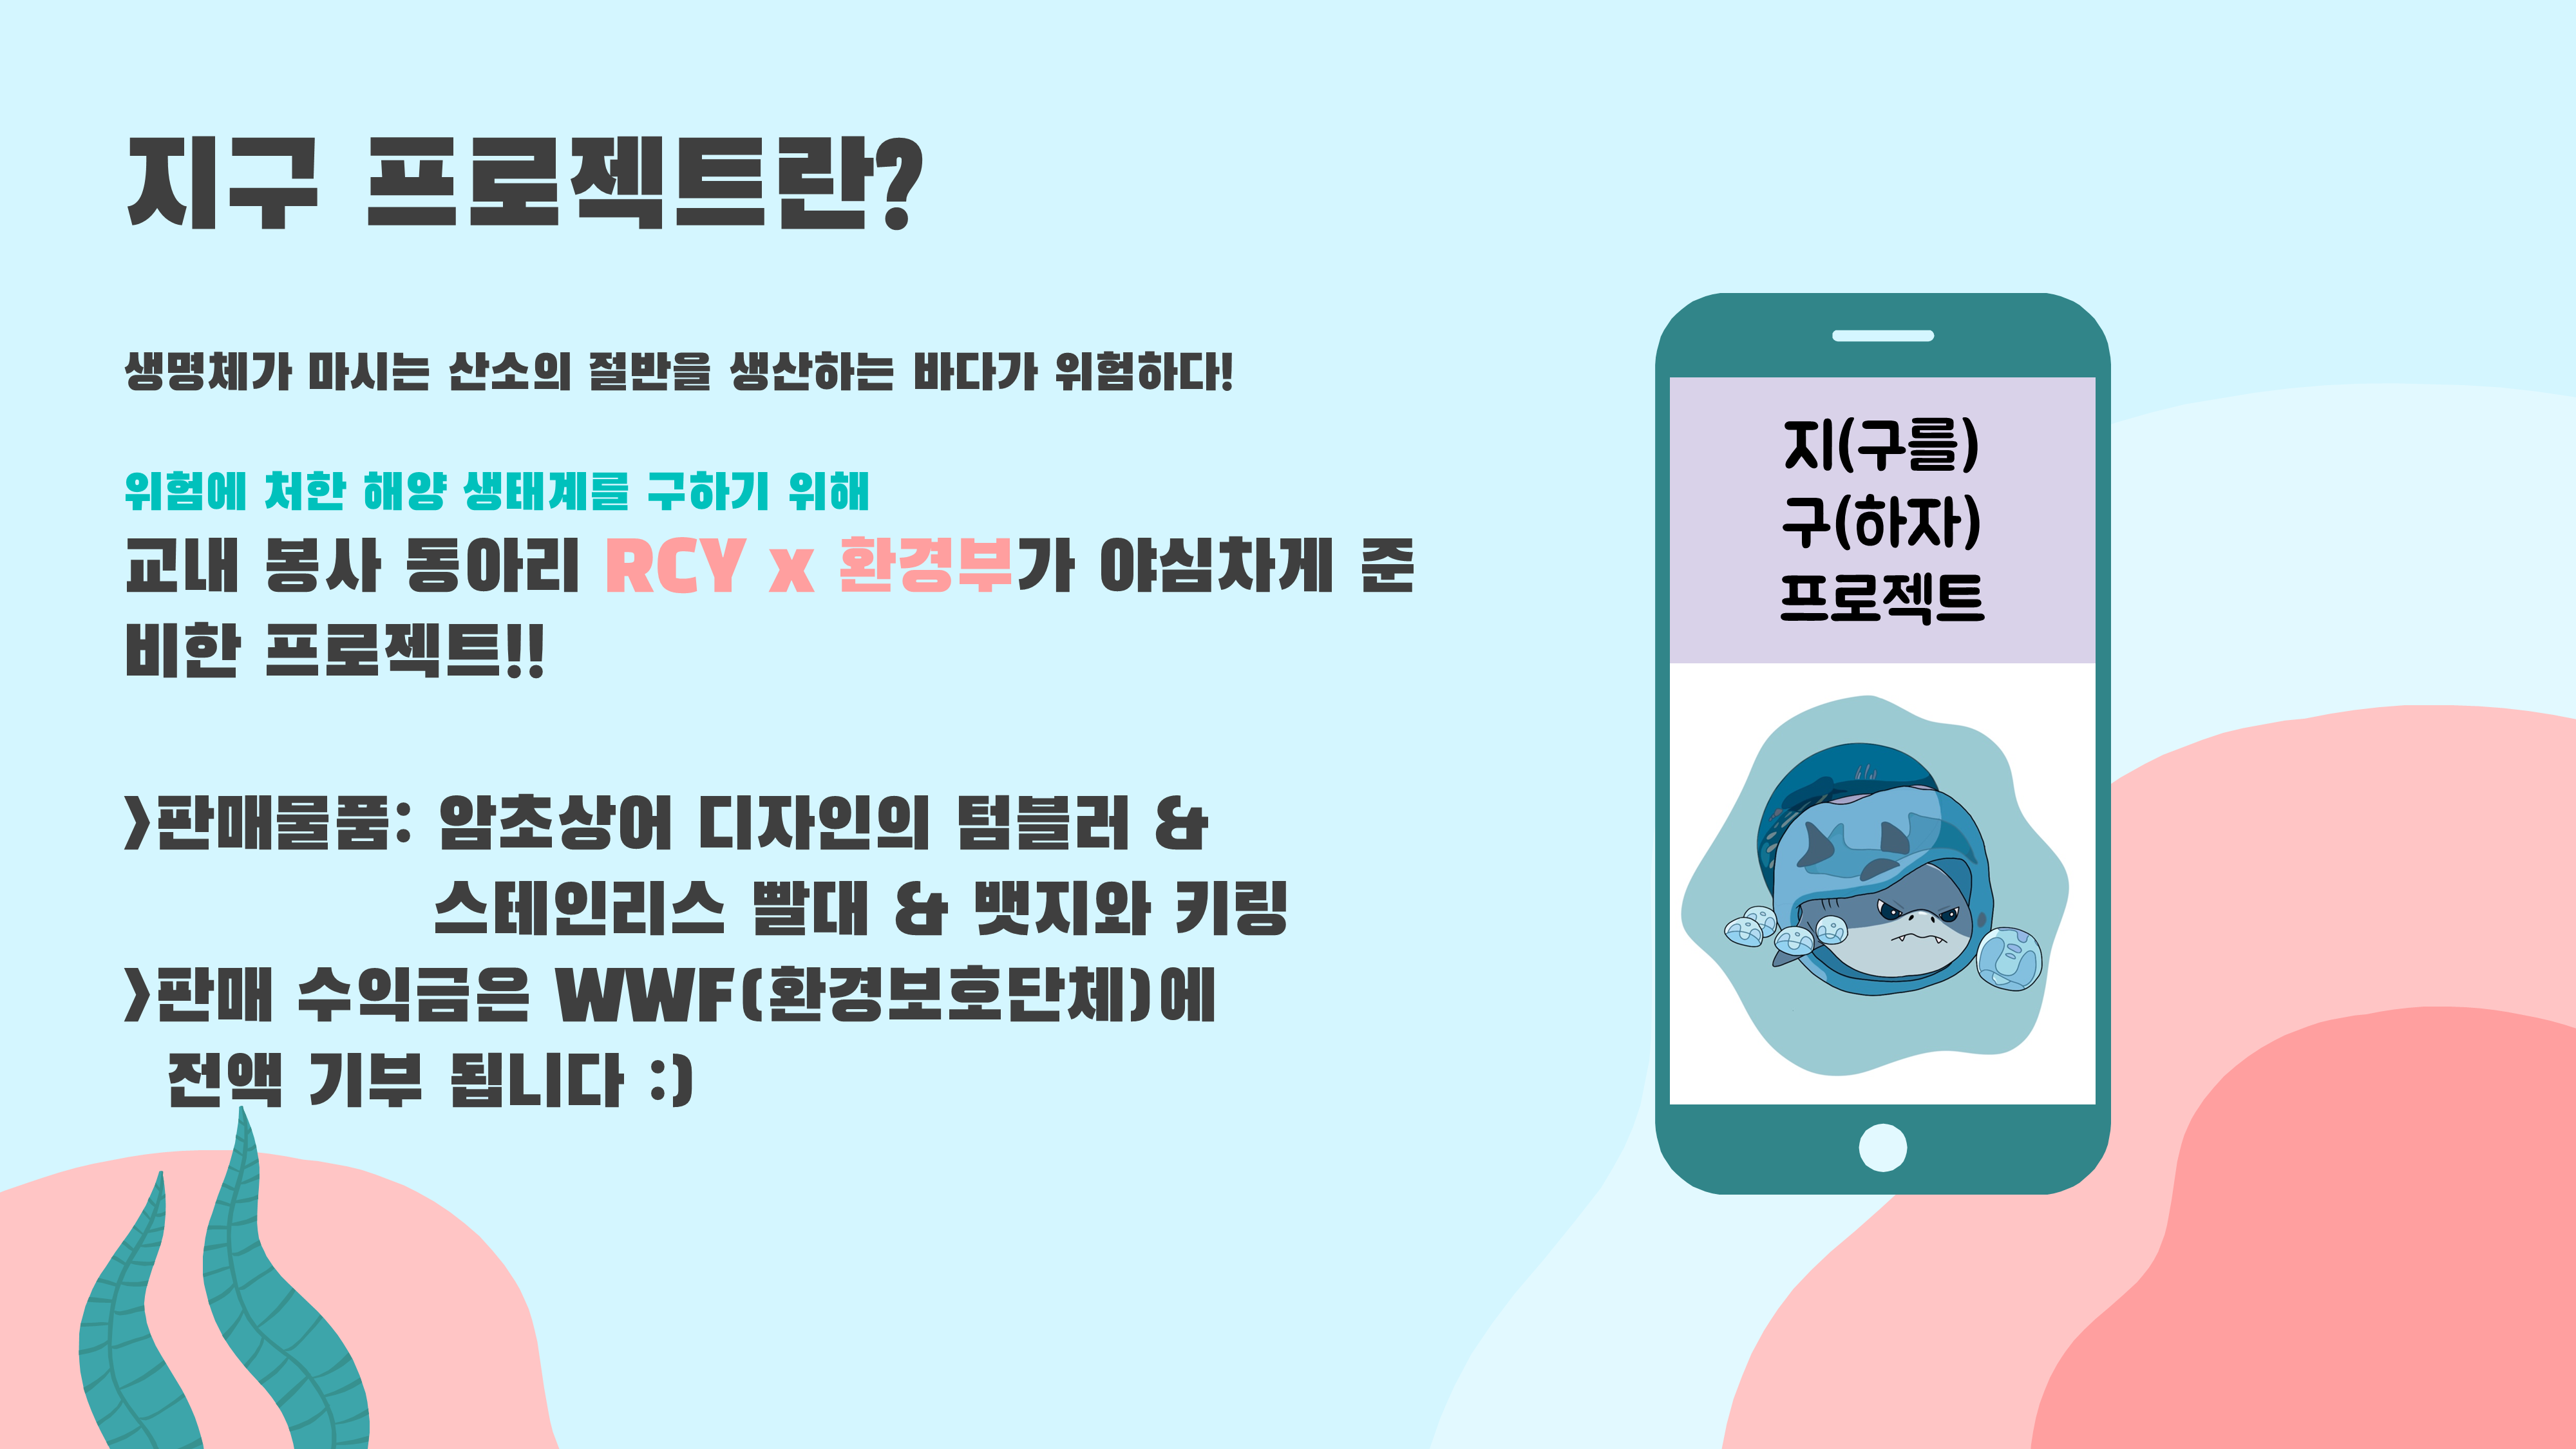 지구 프로젝트란?
생명체가 마시는 산소의 절반을 생산하는 바다가 위험하다!
위험에 처한 해양 생태계를 구하기 위해
교내 봉사 동아리 RCY x 환경부가 야심차게 준
비한 프로젝트!!
>판매물품: 암초상어 디자인의 텀블러 &
스테인리스 빨대 & 뱃지와 키링
>판매 수익금은 WWF(환경보호단체)에
전액 기부 됩니다 :)
지(구를)
구(하자)
프로젝트